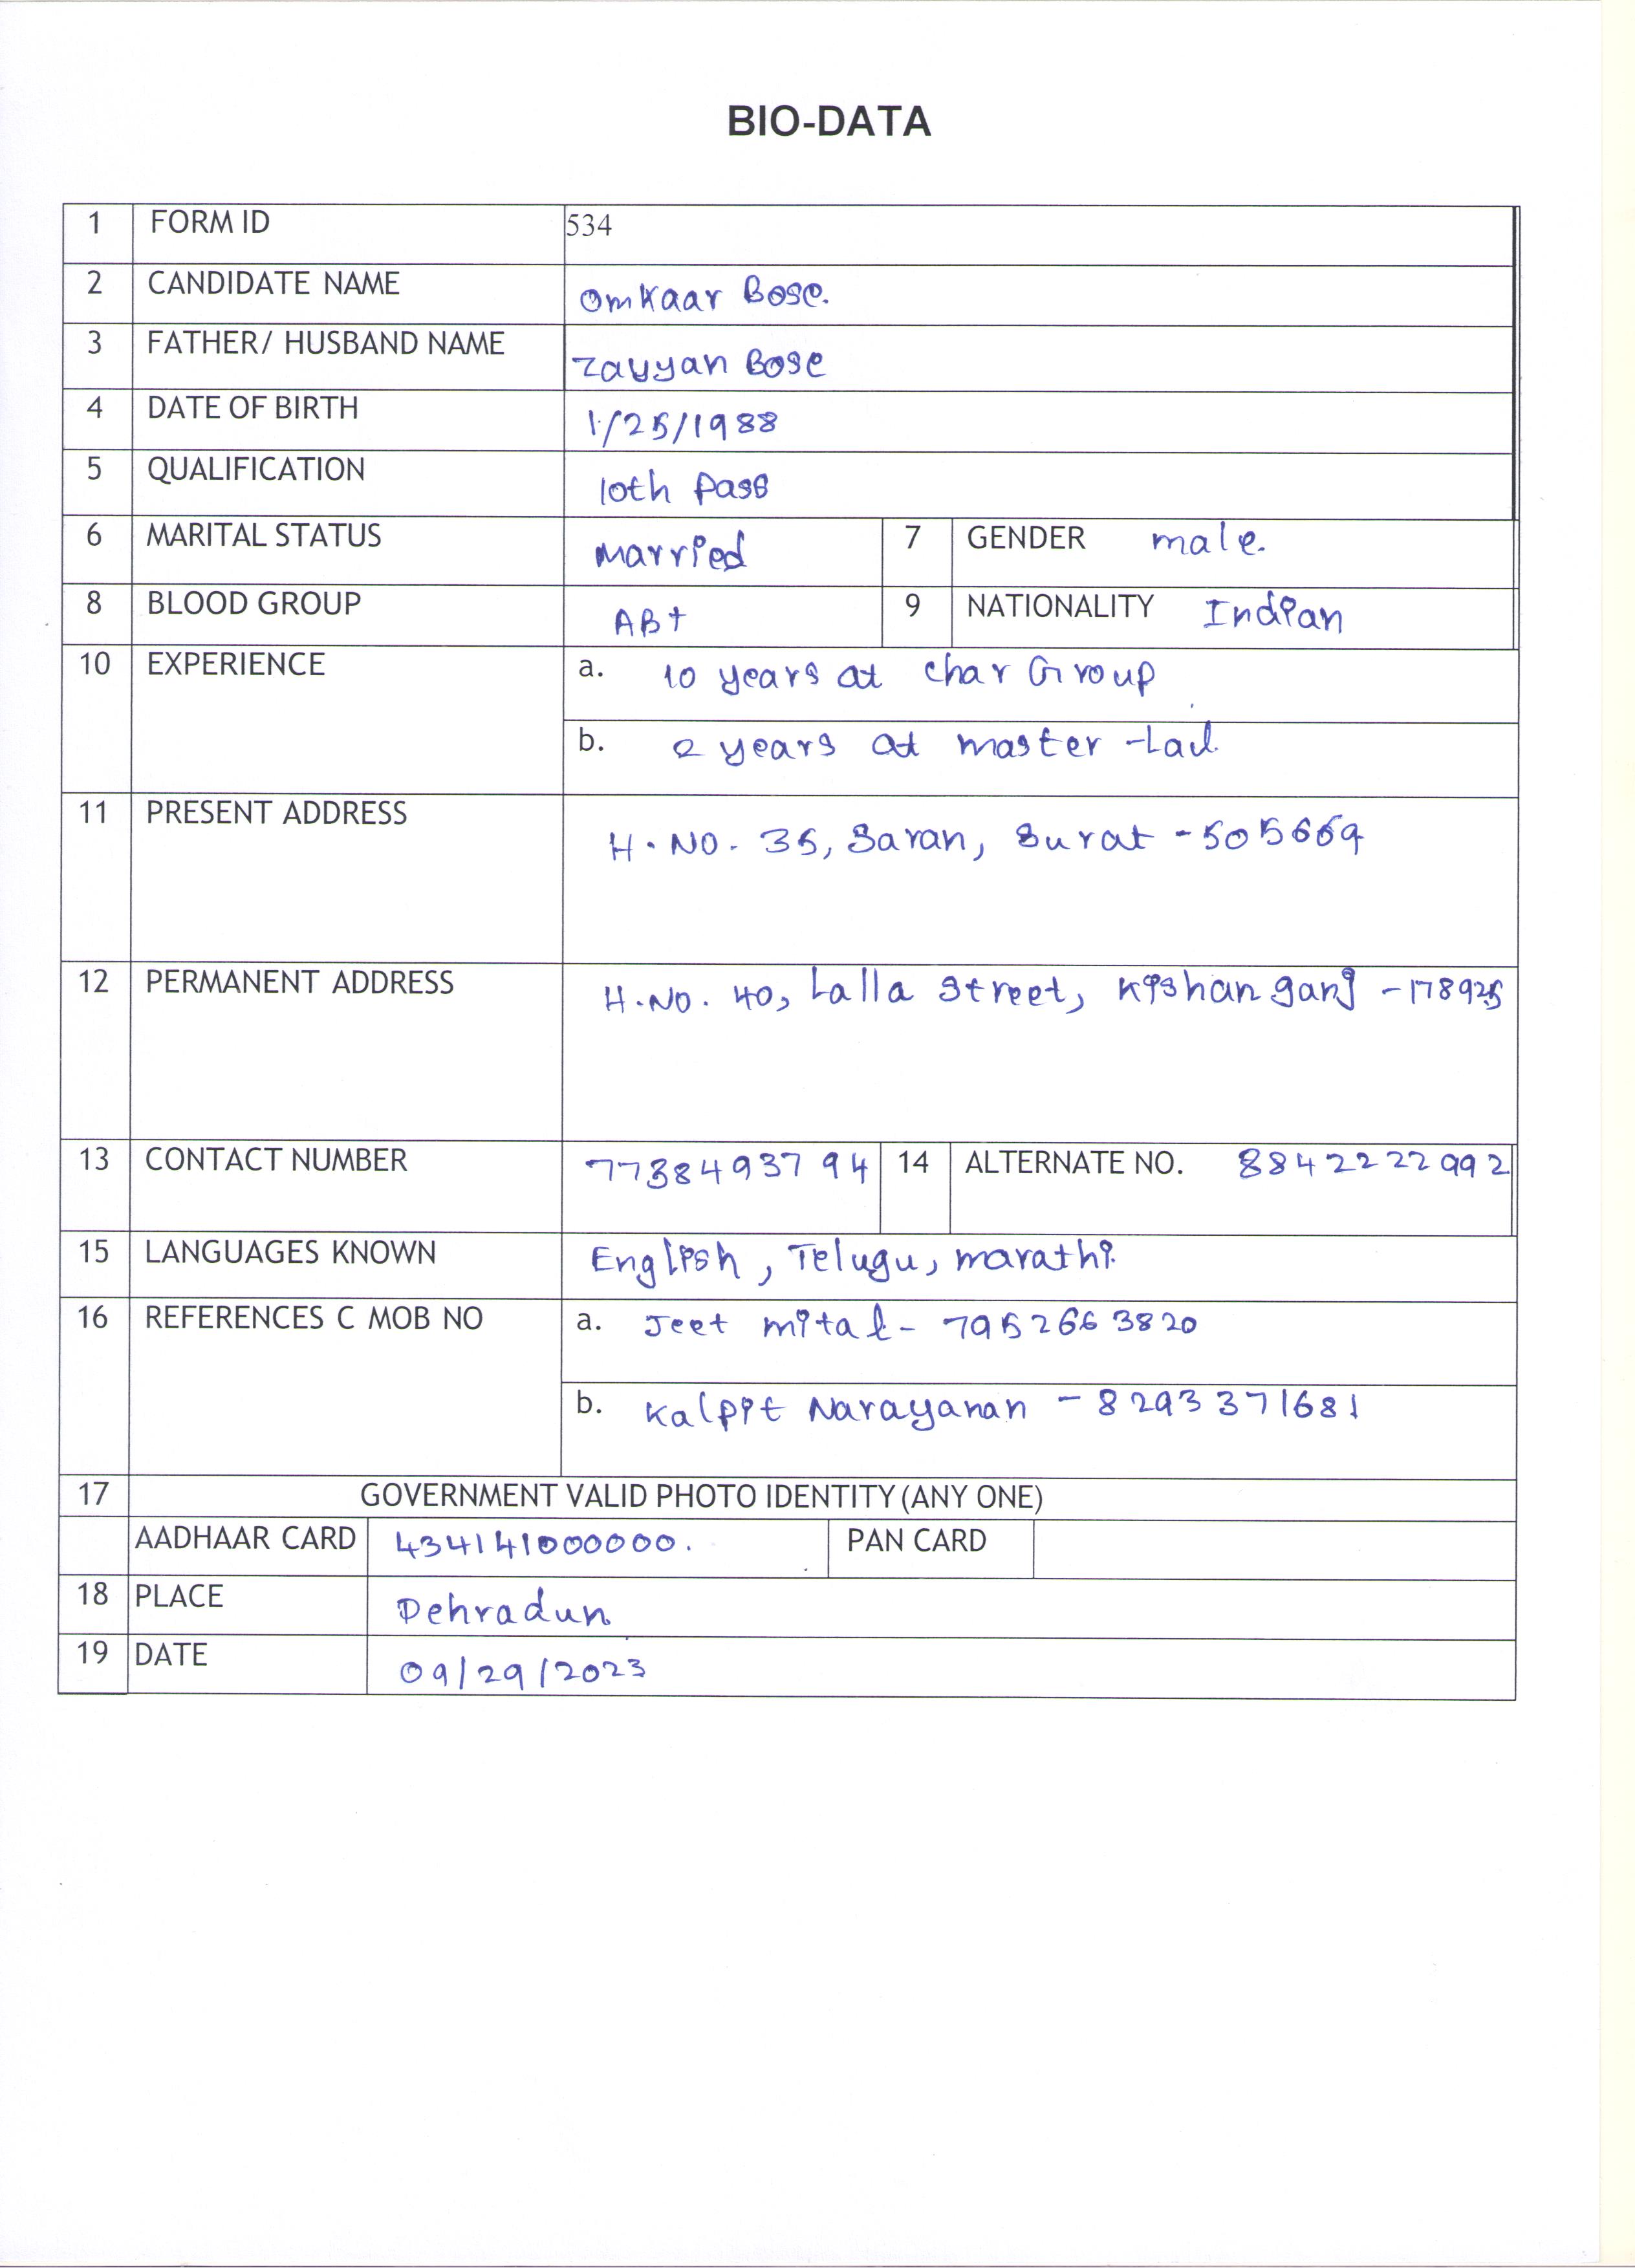 BIO-DATA
1 FORM ID 534
2 CANDIDATE NAME Omkaar Bose.
3 FATHER/ HUSBAND NAME Zayyan Bose
4 DATE OF BIRTH 1/25/1988
5 QUALIFICATION 10th Pass
6 MARITAL STATUS Married 7 GENDER male.
8 BLOOD GROUP AB+ 9 NATIONALITY Indian
10 EXPERIENCE a. 10 years at char Group
b. 2 years at master -Lad
11 PRESENT ADDRESS H.NO. 35, Saran, Surat - 505669
12 PERMANENT ADDRESS H.NO. 40, Lalla Street, Kishanganj - 178925
13 CONTACT NUMBER 7738493794 14 ALTERNATE NO. 8842222992
15 LANGUAGES KNOWN English, Telugu, marathi
16 REFERENCES C MOB NO a. Jeet mital - 7952663820
b. Kalpit Narayanan - 8293371681
17 GOVERNMENT VALID PHOTO IDENTITY (ANY ONE)
AADHAAR CARD 434141000000. PAN CARD
18 PLACE Dehradun
19 DATE 09/29/2023